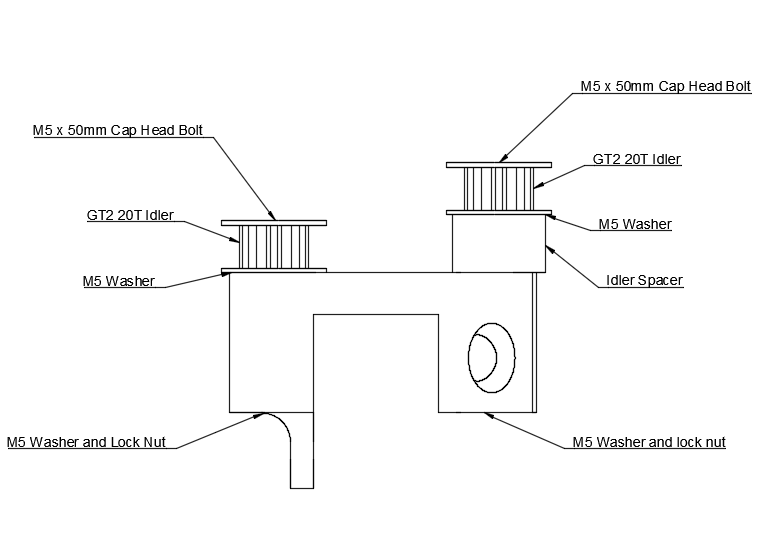 M5 x 50mm Cap Head Bolt
M5 x 50mm Cap Head Bolt
GT2 20T Idler
GT2 20T Idler
M5 Washer
M5 Washer
Idler Spacer
M5 Washer and Lock Nut
M5 Washer and lock nut